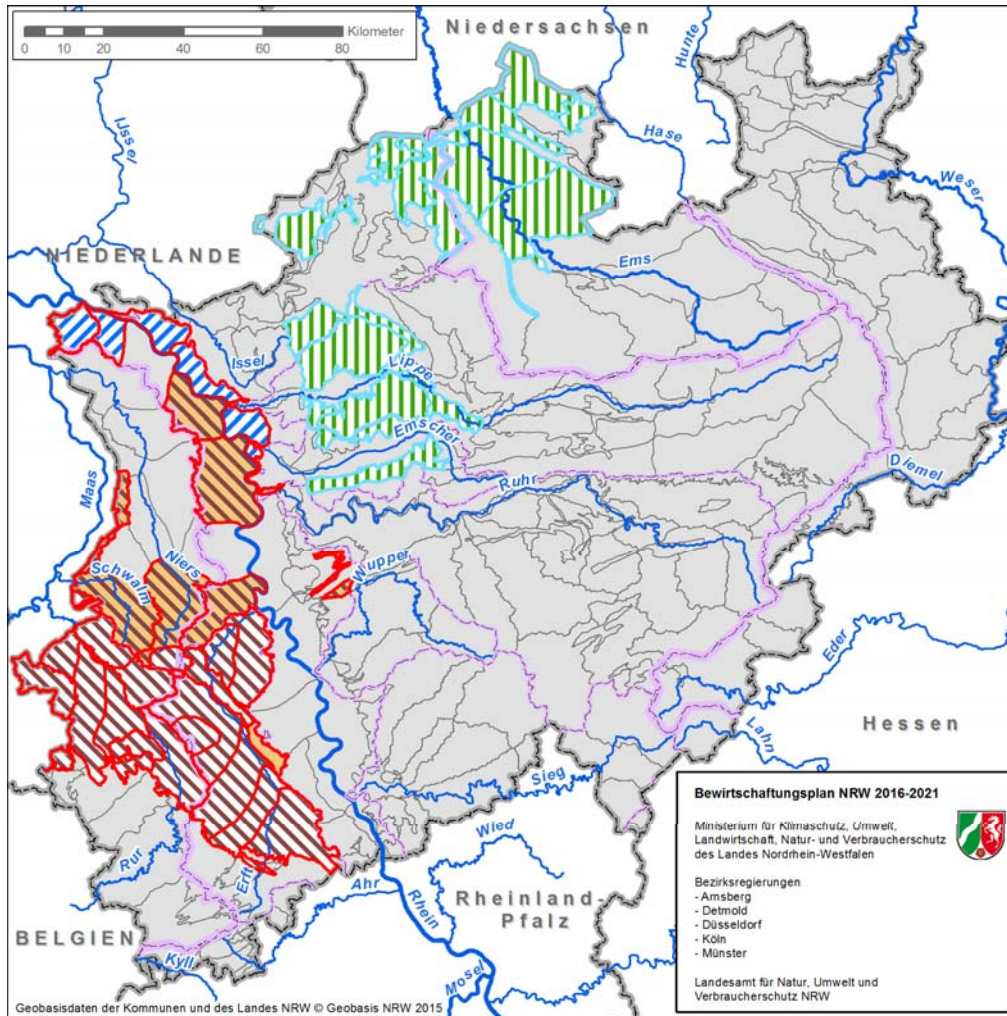 0 5 10 20 40 60 80 Kilometer
Niedersachsen
Hunte
IJssel
Hase
Weser
NIEDERLANDE
Ems
Issel
Lippe
Emscher
Maas
Ruhr
Diemel
Niers
Schwalm
Wupper
Eder
Hessen
Lahn
Sieg
Wied
Rur
Erft
Ahr
Rhein
Rheinland-
Pfalz
BELGIEN
Kyll
Mosel
Bewirtschaftungsplan NRW 2016-2021
Ministerium für Klimaschutz, Umwelt,
Landwirtschaft, Natur- und Verbraucherschutz
des Landes Nordrhein-Westfalen
Bezirksregierungen
- Arnsberg
- Detmold
- Düsseldorf
- Köln
- Münster
Landesamt für Natur, Umwelt und
Verbraucherschutz NRW
Geobasisdaten der Kommunen und des Landes NRW © Geobasis NRW 2015